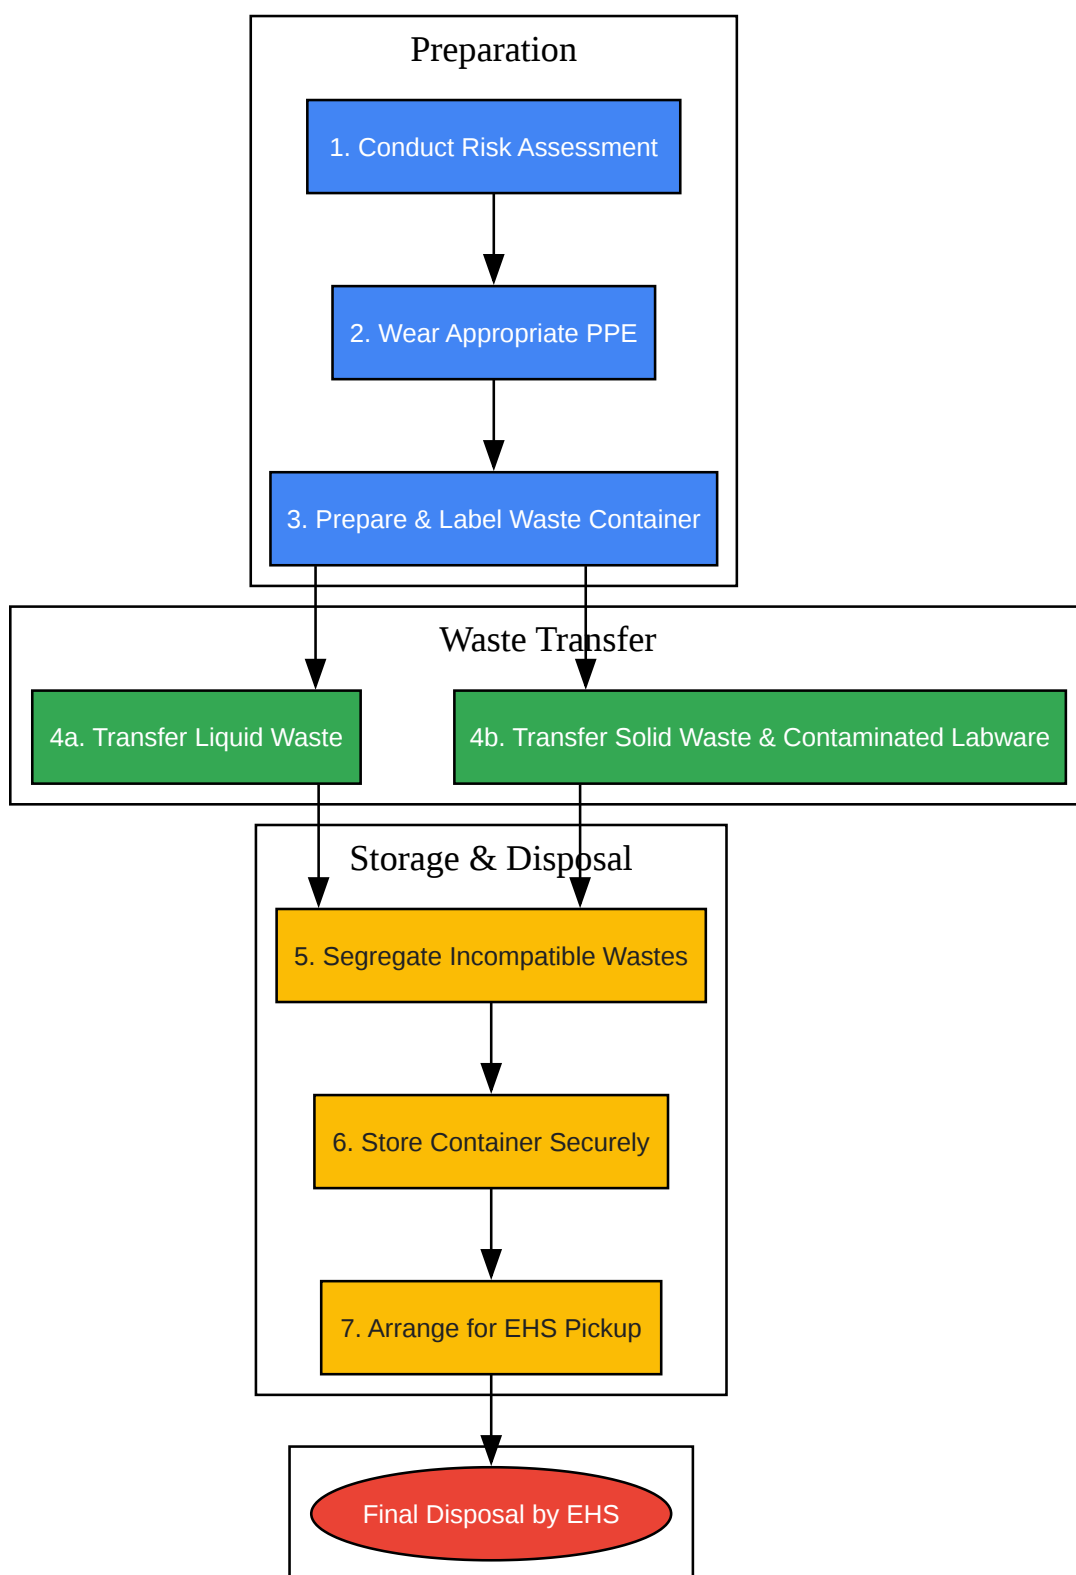 Preparation
1. Conduct Risk Assessment
2. Wear Appropriate PPE
3. Prepare & Label Waste Container
Waste Transfer
4a. Transfer Liquid Waste
4b. Transfer Solid Waste & Contaminated Labware
Storage & Disposal
5. Segregate Incompatible Wastes
6. Store Container Securely
7. Arrange for EHS Pickup
Final Disposal by EHS